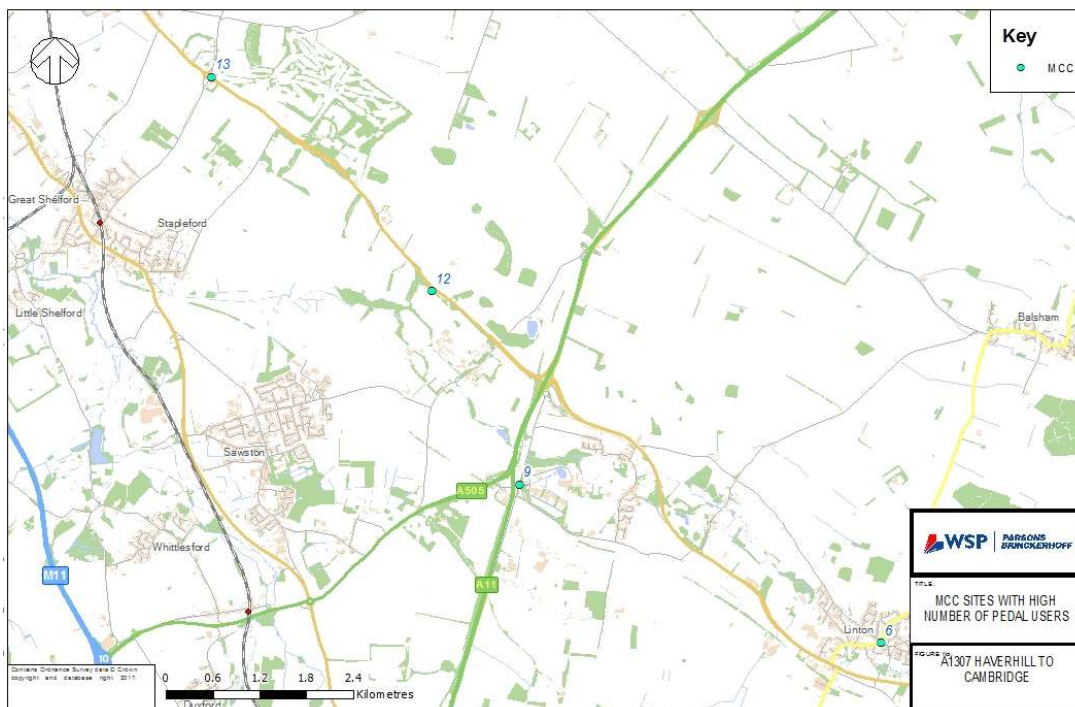 Key
MCC
13
Great Shelford
Stapleford
12
Little Shelford
Balsham
Sawston
9
A505
Whittlesford
M11
A11
WSP | PARSONS BRINCKERHOFF
TITLE:
MCC SITES WITH HIGH
NUMBER OF PEDAL USERS
Linton
6
FIGURE No:
A1307 HAVERHILL TO
CAMBRIDGE
10
Contains Ordnance Survey data © Crown
copyright and database right 2017.
0 0.6 1.2 1.8 2.4
Kilometres
Duxford